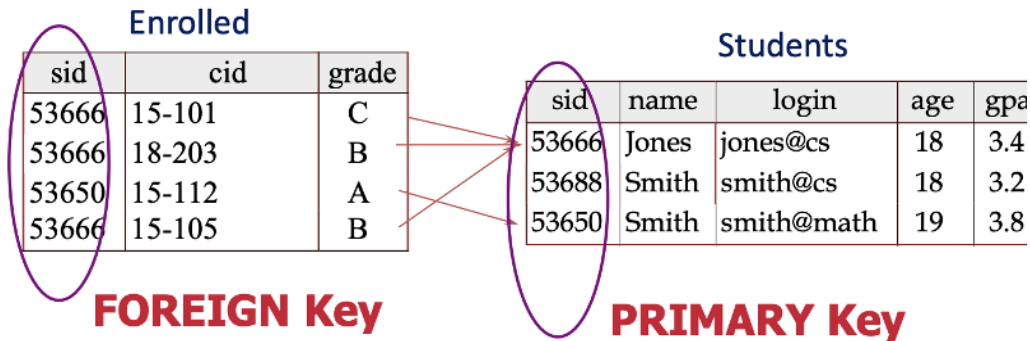 Enrolled
sid cid grade
53666 15-101 C
53666 18-203 B
53650 15-112 A
53666 15-105 B
FOREIGN Key
Students
sid name login age gpa
53666 Jones jones@cs 18 3.4
53688 Smith smith@cs 18 3.2
53650 Smith smith@math 19 3.8
PRIMARY Key